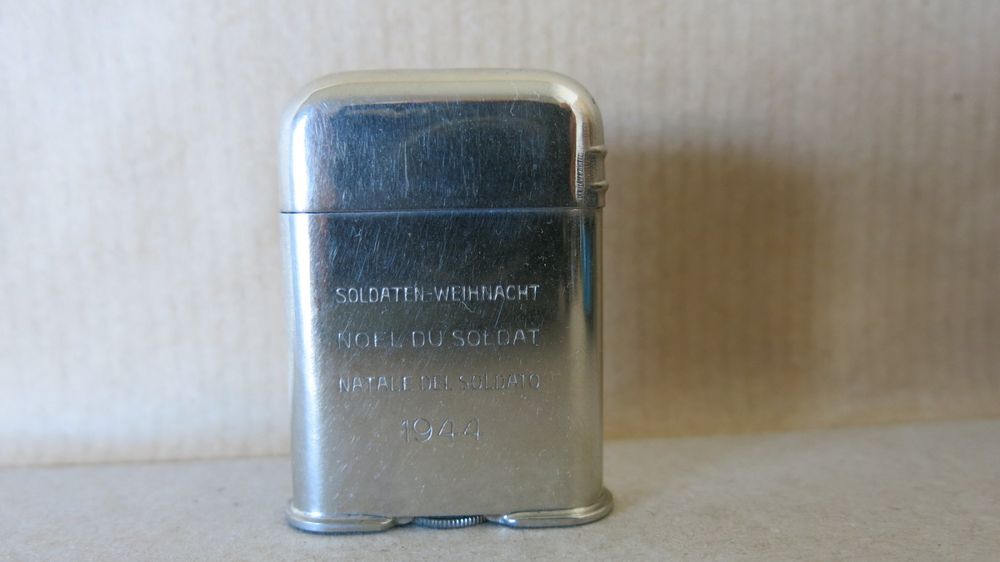 SOLDATEN-WEIHNACHT
NOEL DU SOLDAT
NATALE DEL SOLDATO
1944